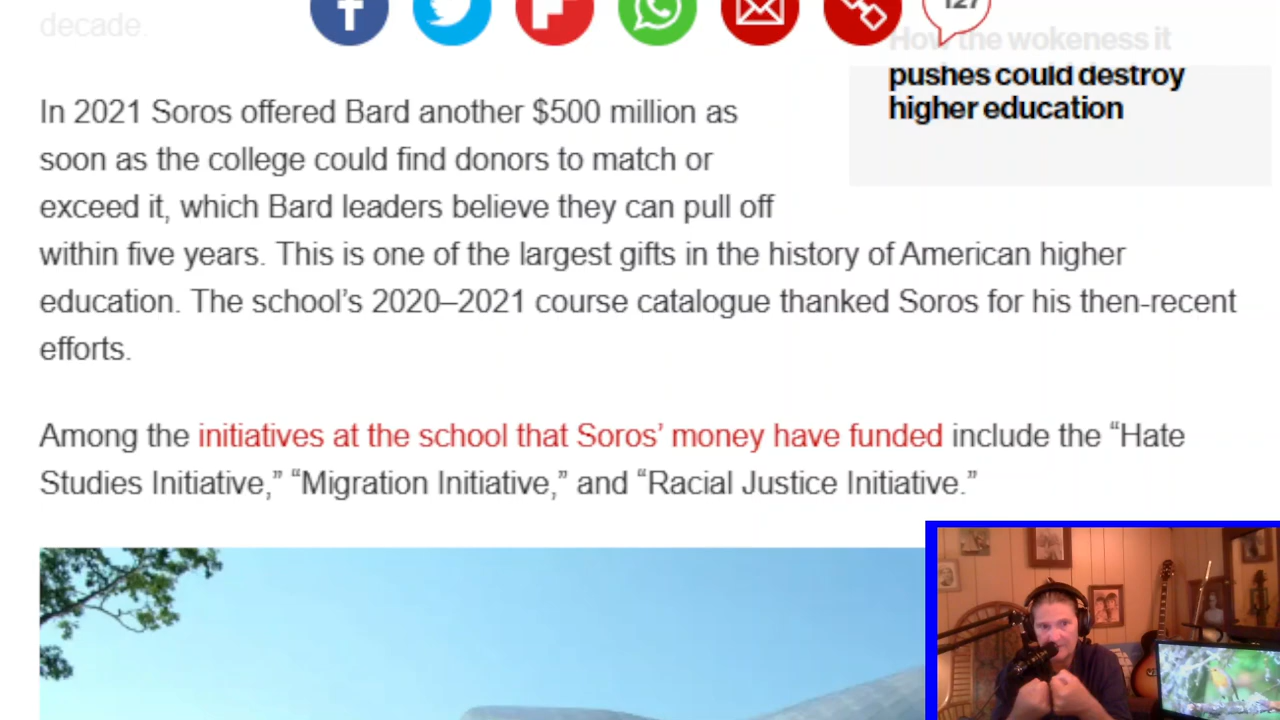 decade.
127
How the wokeness it
pushes could destroy
higher education
In 2021 Soros offered Bard another $500 million as
soon as the college could find donors to match or
exceed it, which Bard leaders believe they can pull off
within five years. This is one of the largest gifts in the history of American higher
education. The school’s 2020–2021 course catalogue thanked Soros for his then-recent
efforts.
Among the initiatives at the school that Soros’ money have funded include the “Hate
Studies Initiative,” “Migration Initiative,” and “Racial Justice Initiative.”